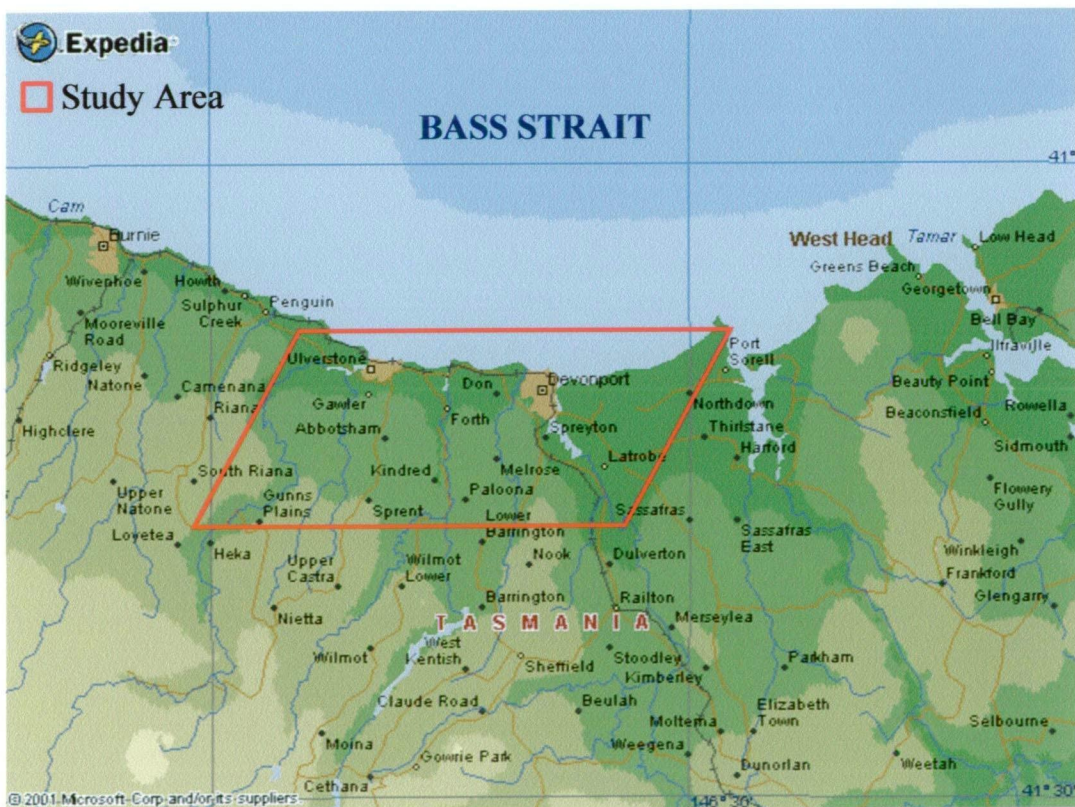 Expedia
Study Area
BASS STRAIT
41°
Cam
Burnie
West Head
Tamar
Low Head
Greens Beach
Wivenhoe
Howth
Georgetown
Sulphur
Creek
Penguin
Mooreville
Road
Bell Bay
Port
Sorell
Ridgeley
Ulverstone
Natone
Camenana
Don
Devonport
Beauty Point
Riana
Gawler
Northdown
Beaconsfield
Rowella
Highclere
Abbotsham
Forth
Spreyton
Thirlstane
Sidmouth
Latrobe
Harford
South Riana
Kindred
Melrose
Upper
Natone
Gunns
Plains
Paloona
Flowery
Gully
Sprent
Lower
Barrington
Sassafras
Sassafras
East
Lovetea
Heka
Nook
Dulverton
Winkleigh
Wilmot
Lower
Upper
Castra
Frankford
Barrington
Railton
Glengarry
Nietta
TASMANIA
Merseylea
West
Kentish
Wilmot
Sheffield
Stoodley
Kimberley
Parkham
Claude Road
Beulah
Elizabeth
Town
Moltema
Selbourne
Moina
Gowrie Park
Weegena
Weetah
Cethana
Dunorlan
© 2001 Microsoft Corp and/or its suppliers.
146°30'
41°30'